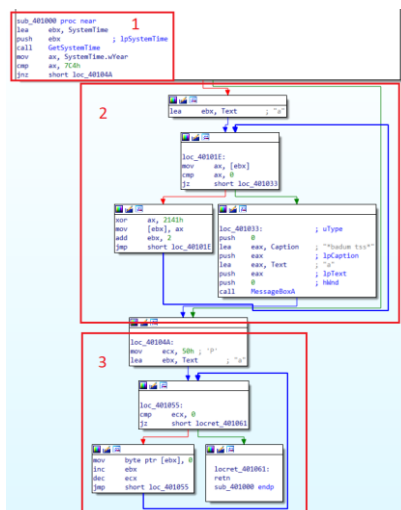 sub_401000 proc near
lea     ebx, SystemTime
push    ebx             ; lpSystemTime
call    GetSystemTime
mov     ax, SystemTime.wYear
cmp     ax, 7C4h
jnz     short loc_40104A
1
2
lea     ebx, Text       ; "a"
loc_40101E:
mov     ax, [ebx]
cmp     ax, 0
jz      short loc_401033
xor     ax, 2141h
mov     [ebx], ax
add     ebx, 2
jmp     short loc_40101E
loc_401033:             ; uType
push    0
lea     eax, Caption    ; "*badum tss*"
push    eax             ; lpCaption
lea     eax, Text       ; "a"
push    eax             ; lpText
push    0               ; hWnd
call    MessageBoxA
loc_40104A:
mov     ecx, 50h ; 'P'
lea     ebx, Text       ; "a"
3
loc_401055:
cmp     ecx, 0
jz      short locret_401061
mov     byte ptr [ebx], 0
inc     ebx
dec     ecx
jmp     short loc_401055
locret_401061:
retn
sub_401000 endp